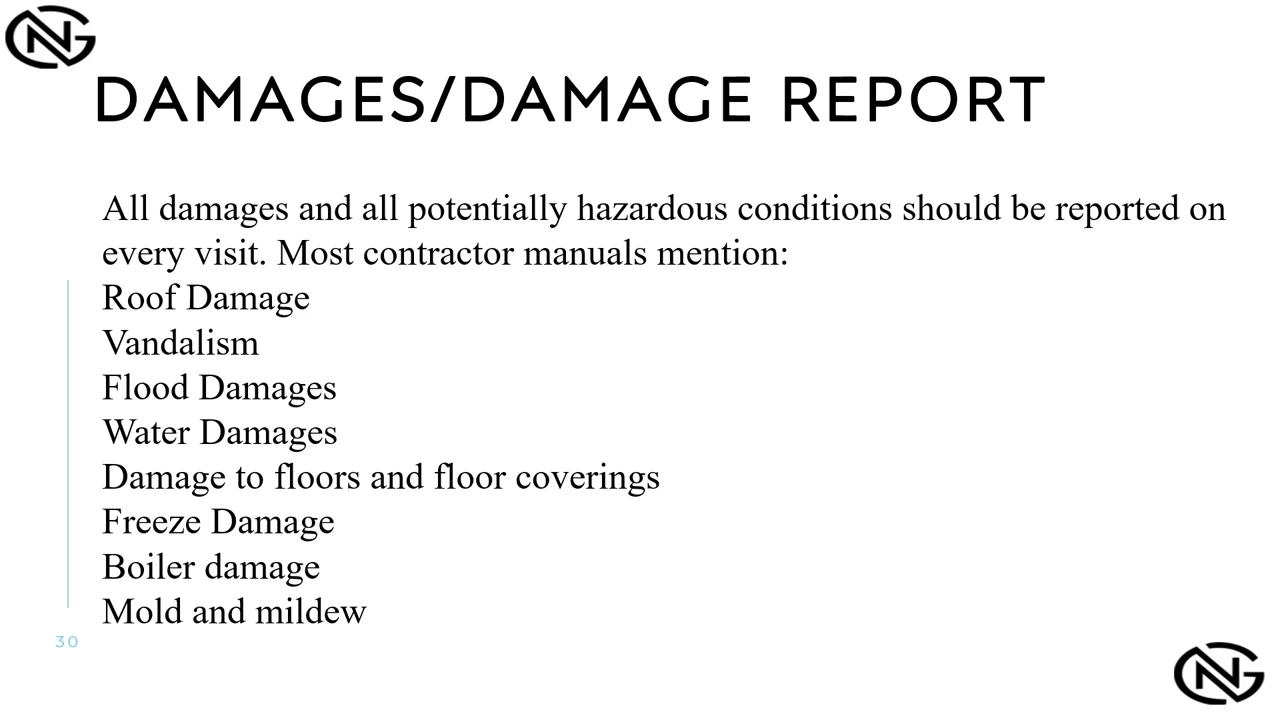 NG
DAMAGES/DAMAGE REPORT
All damages and all potentially hazardous conditions should be reported on
every visit. Most contractor manuals mention:
Roof Damage
Vandalism
Flood Damages
Water Damages
Damage to floors and floor coverings
Freeze Damage
Boiler damage
Mold and mildew
30
NG